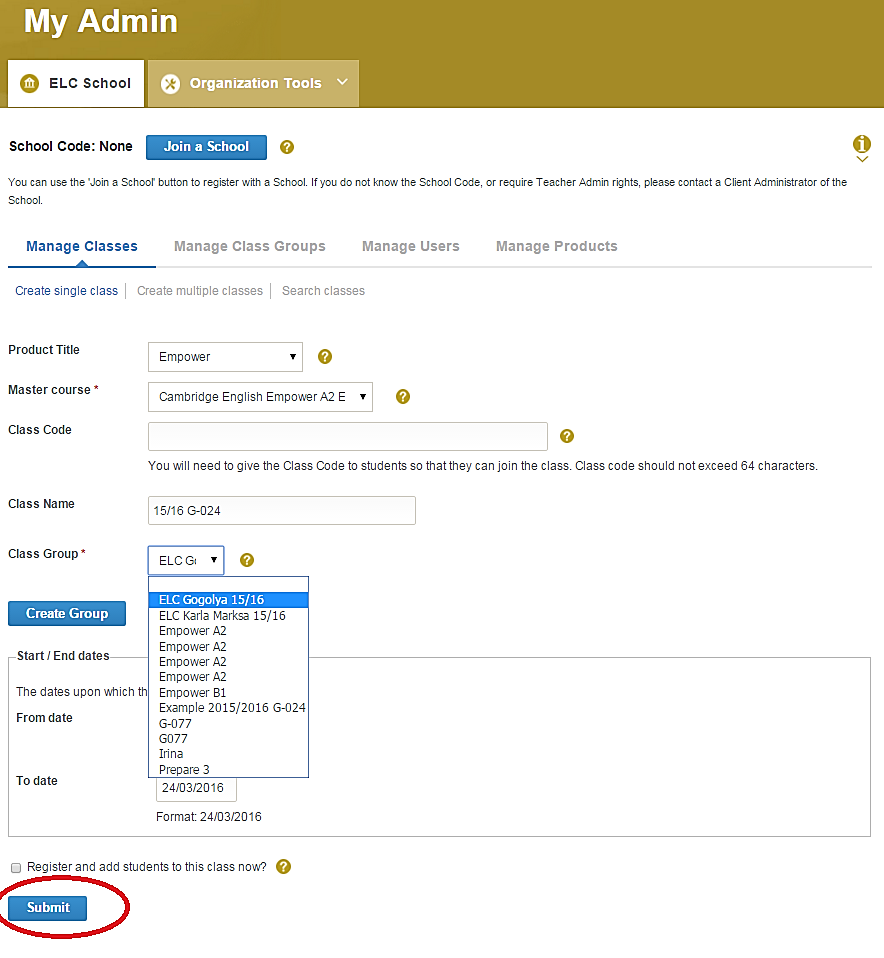 My Admin
ELC School
Organization Tools
School Code: None
Join a School
?
i
You can use the 'Join a School' button to register with a School. If you do not know the School Code, or require Teacher Admin rights, please contact a Client Administrator of the
School.
Manage Classes
Manage Class Groups
Manage Users
Manage Products
Create single class
Create multiple classes
Search classes
Product Title
Empower
?
Master course *
Cambridge English Empower A2 E
?
Class Code
?
You will need to give the Class Code to students so that they can join the class. Class code should not exceed 64 characters.
Class Name
15/16 G-024
Class Group *
ELC G
?
ELC Gogolya 15/16
ELC Karla Marksa 15/16
Empower A2
Empower A2
Empower A2
Empower A2
Empower B1
Example 2015/2016 G-024
G-077
G077
Irina
Prepare 3
Create Group
Start / End dates
The dates upon which th
From date
To date
24/03/2016
Format: 24/03/2016
Register and add students to this class now?
?
Submit